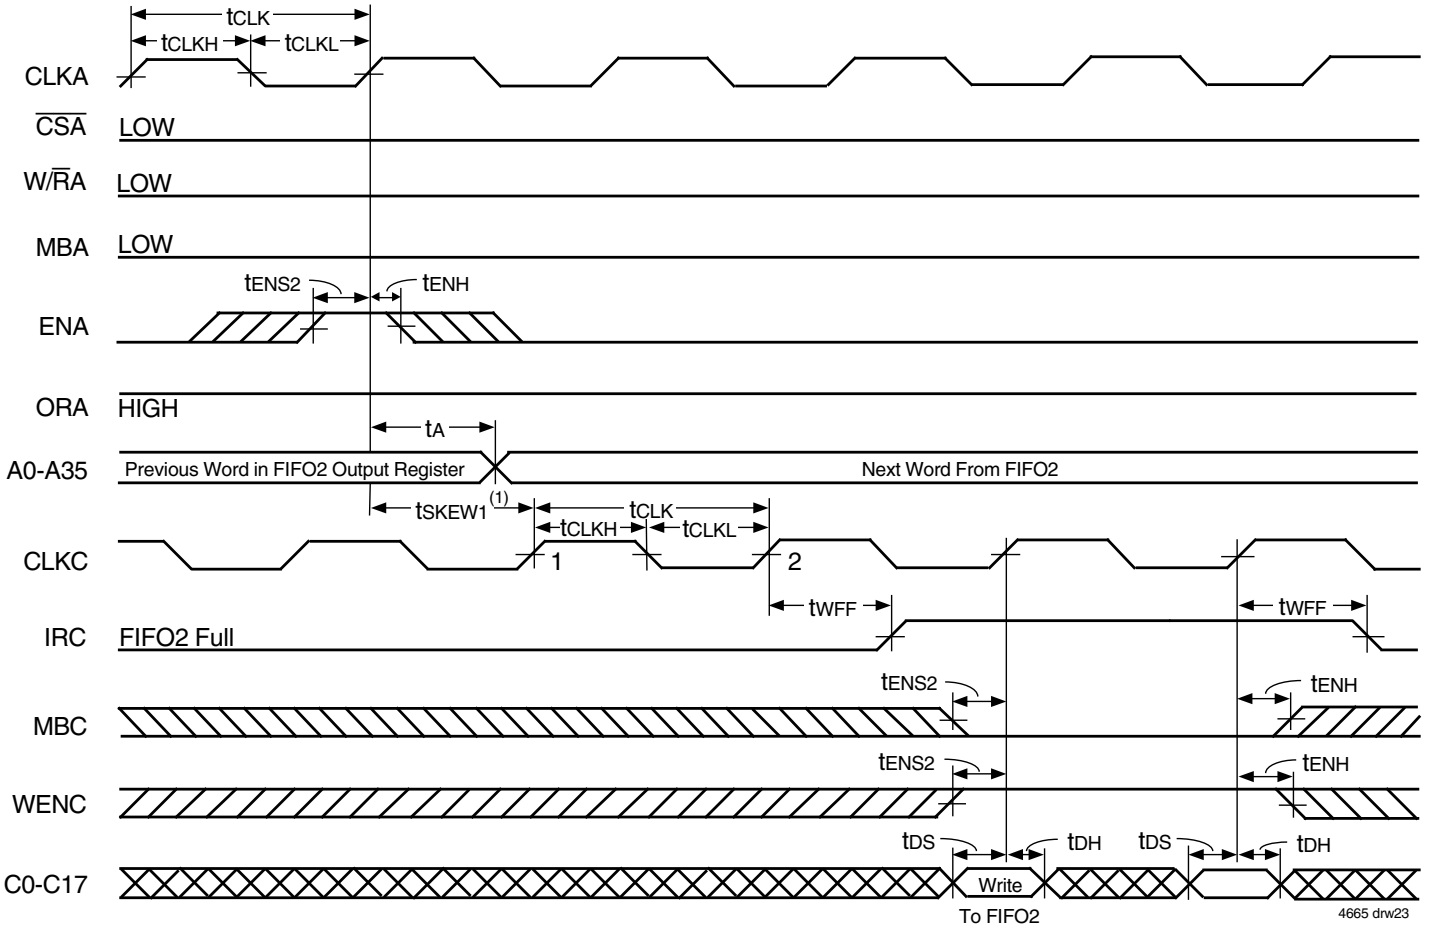 tCLK
tCLKH tCLKL
CLKA
CSA LOW
W/RA LOW
MBA LOW
tENS2 tENH
ENA
ORA HIGH
tA
A0-A35 Previous Word in FIFO2 Output Register Next Word From FIFO2
tSKEW1(1) tCLK
tCLKH tCLKL
CLKC 1 2
tWFF tWFF
IRC FIFO2 Full
tENS2 tENH
MBC
tENS2 tENH
WENC
tDS tDH tDS tDH
C0-C17 Write
To FIFO2
4665 drw23